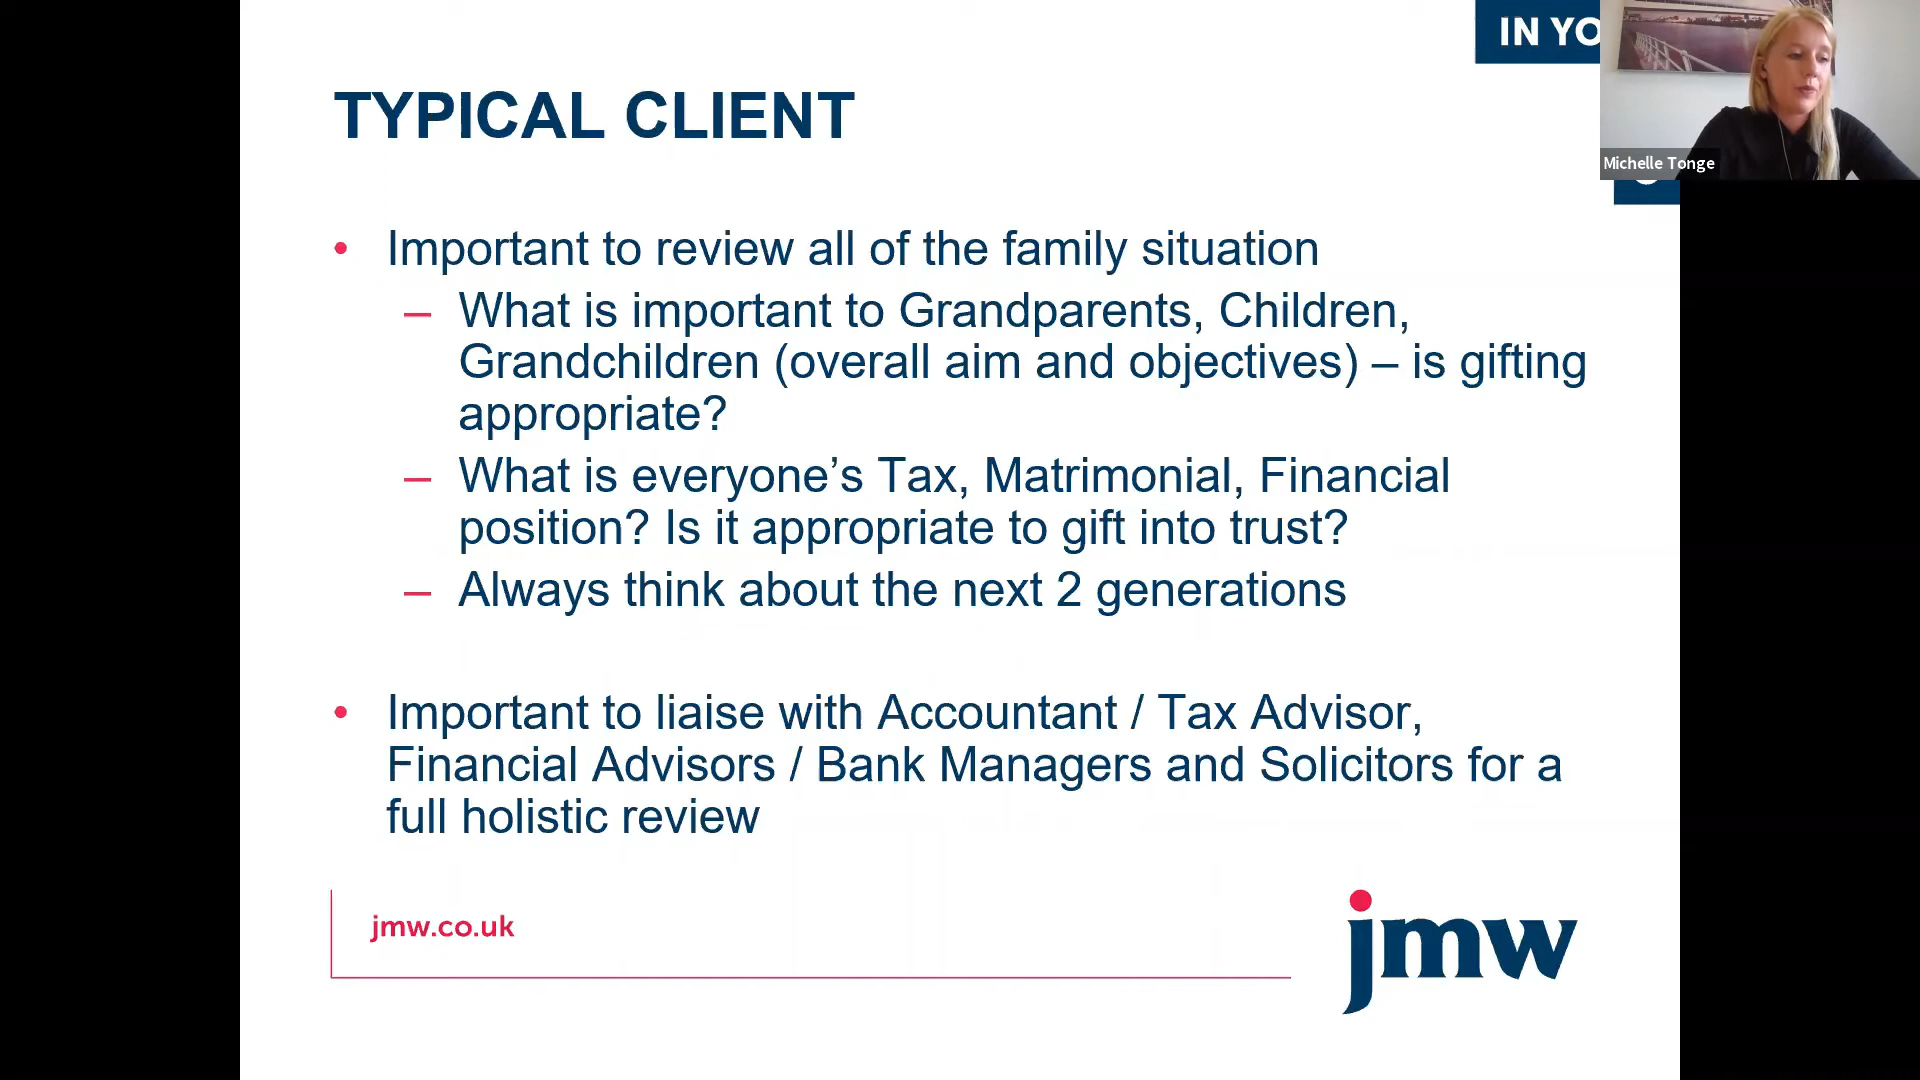 IN YO
TYPICAL CLIENT
Michelle Tonge
• Important to review all of the family situation
– What is important to Grandparents, Children,
Grandchildren (overall aim and objectives) – is gifting
appropriate?
– What is everyone’s Tax, Matrimonial, Financial
position? Is it appropriate to gift into trust?
– Always think about the next 2 generations
• Important to liaise with Accountant / Tax Advisor,
Financial Advisors / Bank Managers and Solicitors for a
full holistic review
jmw.co.uk
jmw